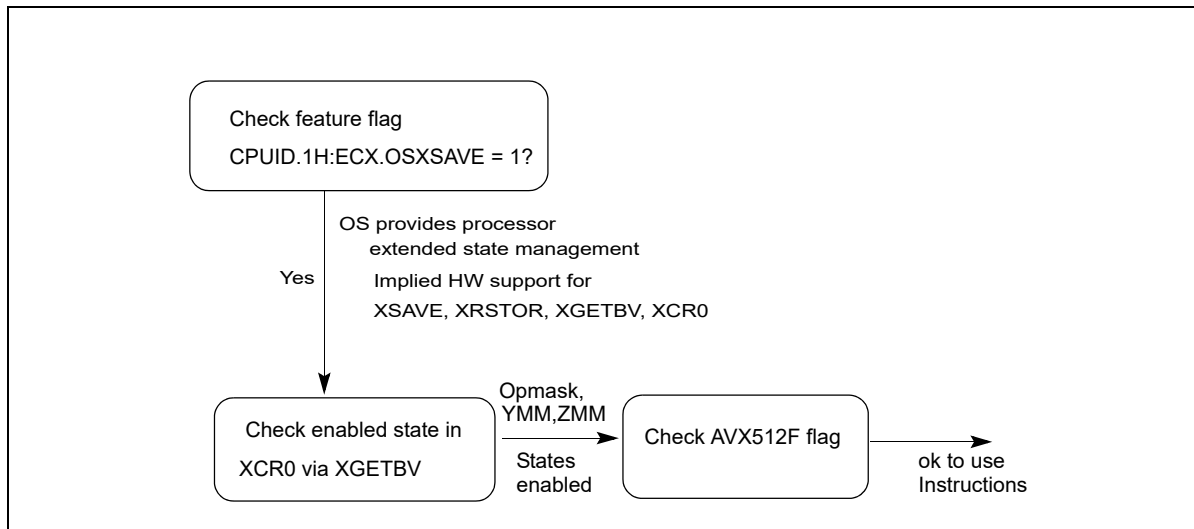 Check feature flag
CPUID.1H:ECX.OSXSAVE = 1?
OS provides processor
extended state management
Yes
Implied HW support for
XSAVE, XRSTOR, XGETBV, XCR0
Check enabled state in
XCR0 via XGETBV
Opmask,
YMM,ZMM
States
enabled
Check AVX512F flag
ok to use
Instructions